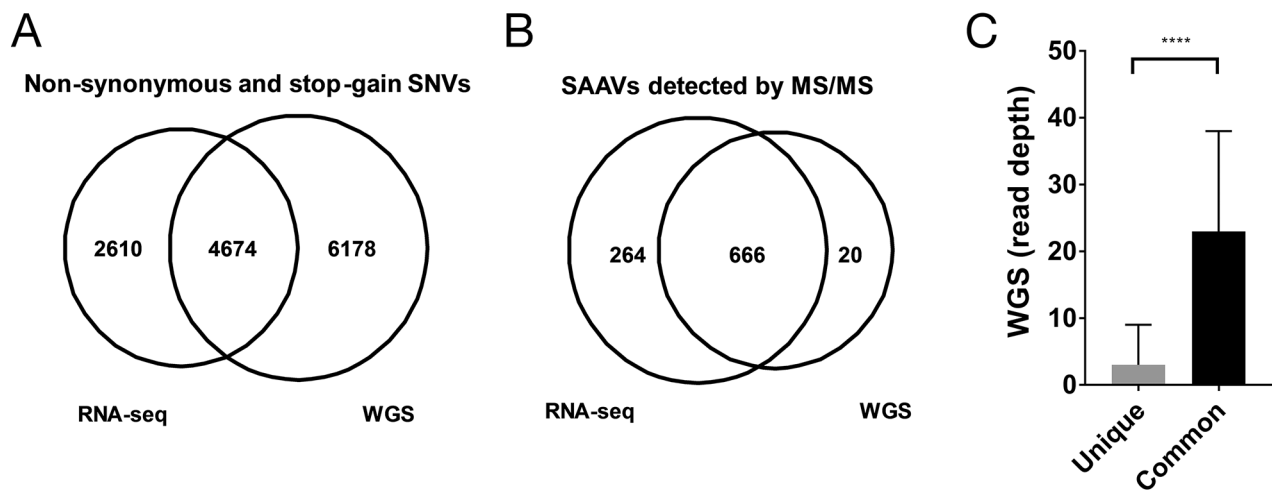 A
Non-synonymous and stop-gain SNVs
2610
4674
6178
RNA-seq
WGS
B
SAAVs detected by MS/MS
264
666
20
RNA-seq
WGS
C
****
WGS (read depth)
50
40
30
20
10
0
Unique
Common